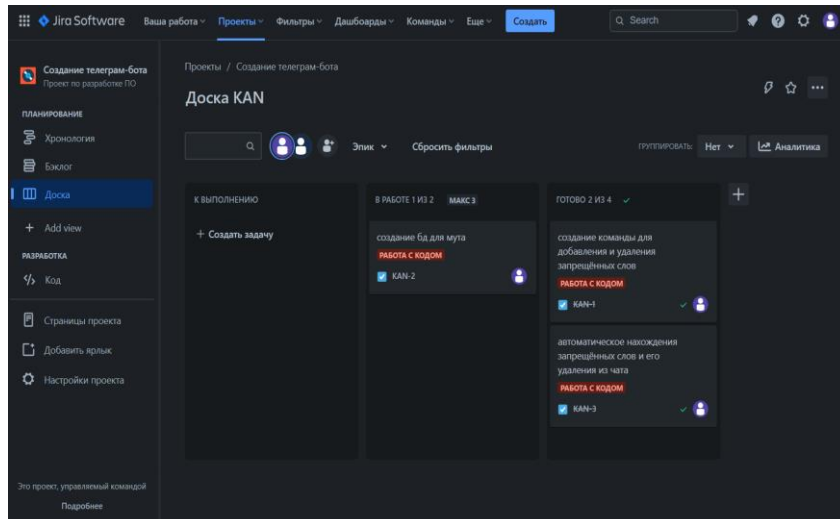 Jira Software Ваша работа Проекты Фильтры Дашборды Команды Еще Создать Search
Создание телеграм-бота
Проект по разработке ПО
ПЛАНИРОВАНИЕ
Хронология
Бэклог
Доска
Add view
РАЗРАБОТКА
Код
Страницы проекта
Добавить ярлык
Настройки проекта
Это проект, управляемый командой
Подробнее
Проекты / Создание телеграм-бота
Доска KAN
Эпик Сбросить фильтры ГРУППИРОВАТЬ: Нет Аналитика
К ВЫПОЛНЕНИЮ
+ Создать задачу
В РАБОТЕ 1 ИЗ 2 МАКС 3
создание бд для мута
РАБОТА С КОДОМ
KAN-2
ГОТОВО 2 ИЗ 4
создание команды для
добавления и удаления
запрещённых слов
РАБОТА С КОДОМ
KAN-1
автоматическое нахождения
запрещённых слов и его
удаления из чата
РАБОТА С КОДОМ
KAN-3